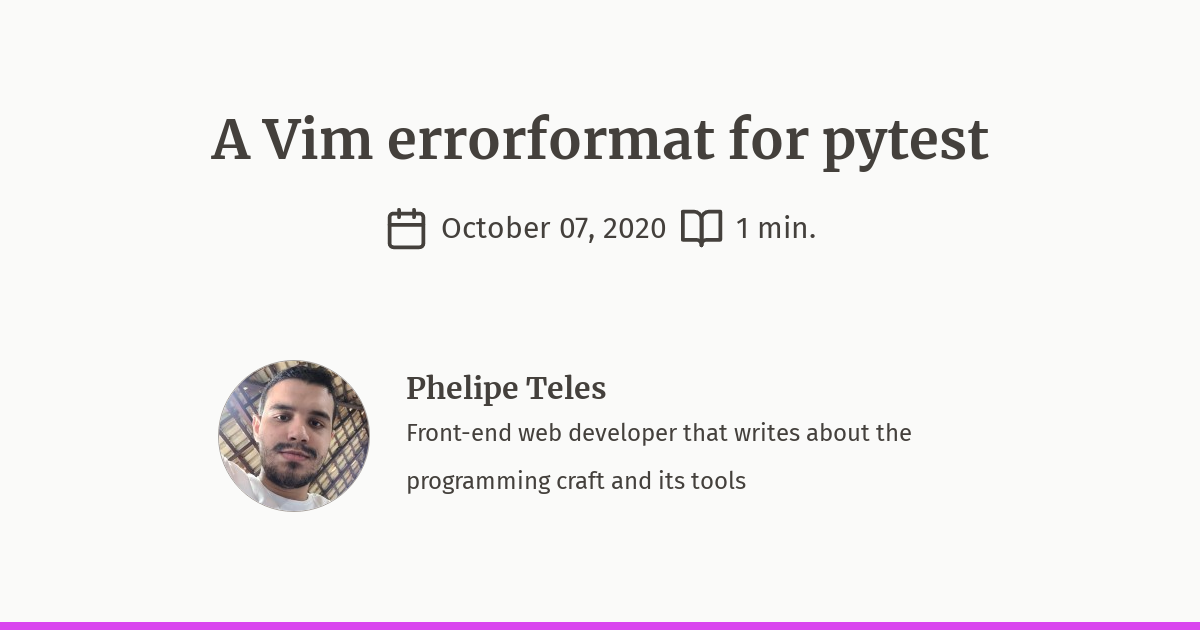 A Vim errorformat for pytest
October 07, 2020 1 min.
Phelipe Teles
Front-end web developer that writes about the
programming craft and its tools